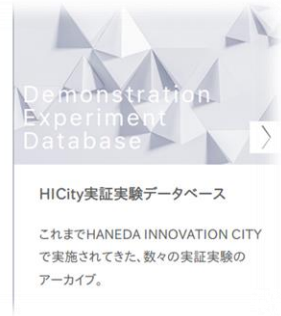 Demonstration
Experiment
Database
HICity実証実験データベース
これまでHANEDA INNOVATION CITY
で実施されてきた、数々の実証実験の
アーカイブ。